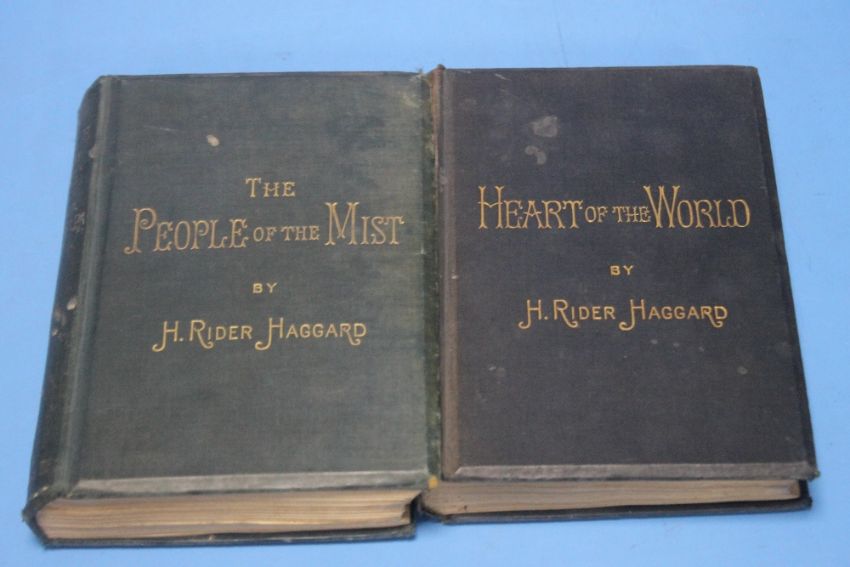 THE
PEOPLE OF THE MIST
BY
H. RIDER HAGGARD
HEART OF THE WORLD
BY
H. RIDER HAGGARD